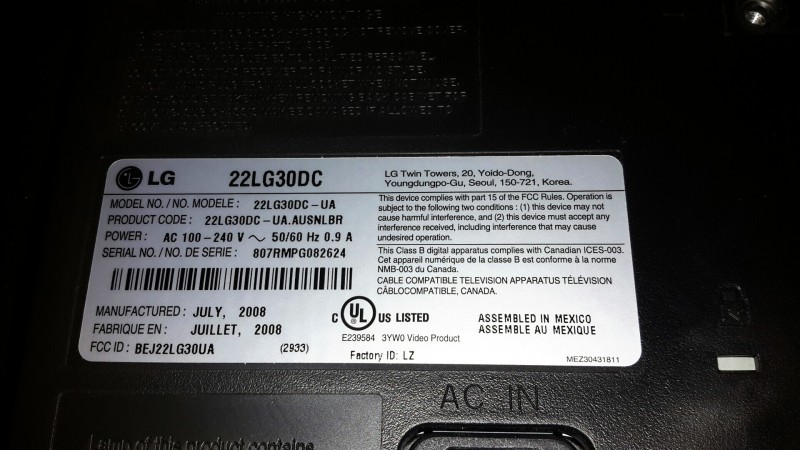 WARNING
LG 22LG30DC
LG Twin Towers, 20, Yoido-Dong,
Youngdungpo-Gu, Seoul, 150-721, Korea.
MODEL NO. / NO. MODELE : 22LG30DC-UA
PRODUCT CODE : 22LG30DC-UA.AUSNLBR
POWER : AC 100-240 V ~ 50/60 Hz 0.9 A
SERIAL NO. / NO. DE SERIE : 807RMPG082624
MANUFACTURED : JULY, 2008
FABRIQUE EN : JUILLET, 2008
FCC ID : BEJ22LG30UA (2933)
This device complies with part 15 of the FCC Rules. Operation is
subject to the following two conditions : (1) this device may not
cause harmful interference, and (2) this device must accept any
interference received, including interference that may cause
undesired operation.
This Class B digital apparatus complies with Canadian ICES-003.
Cet appareil numérique de la classe B est conforme à la norme
NMB-003 du Canada.
CABLE COMPATIBLE TELEVISION APPARATUS TÉLÉVISION
CÂBLOCOMPATIBLE, CANADA.
C UL US LISTED
E239584 3YW0 Video Product
Factory ID: LZ
ASSEMBLED IN MEXICO
ASSEMBLE AU MEXIQUE
MEZ30431811
AC IN
of this product contains